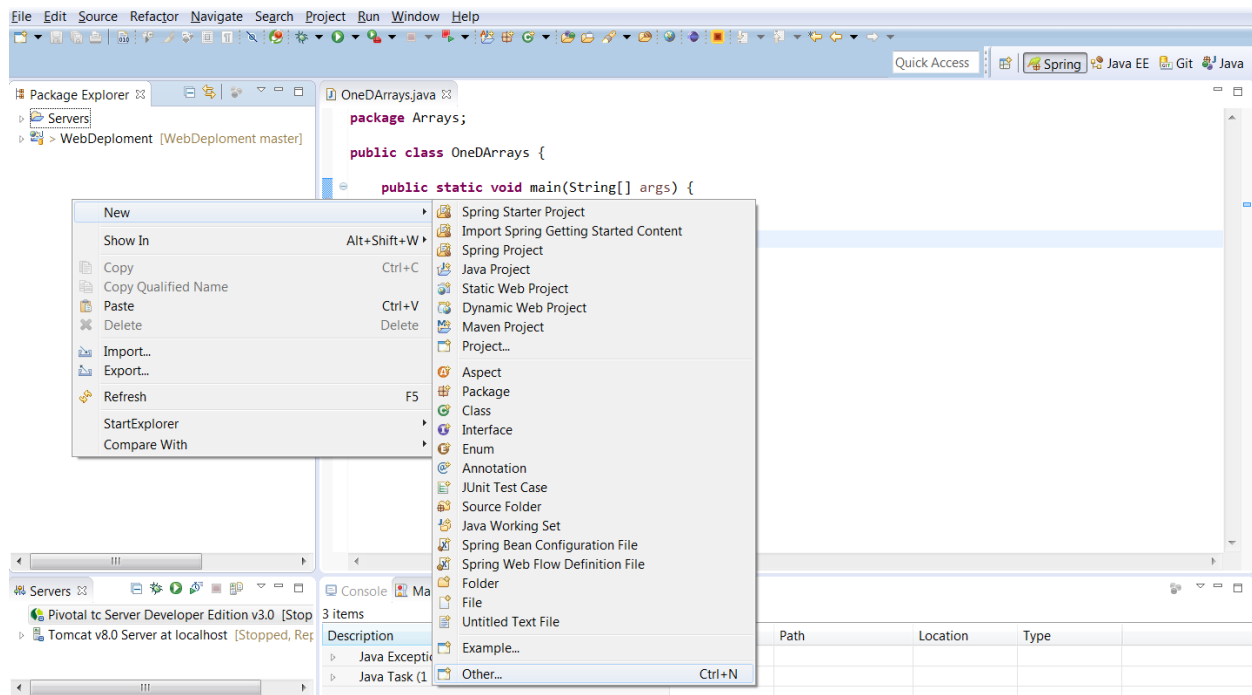 File Edit Source Refactor Navigate Search Project Run Window Help
Quick Access Spring Java EE Git Java
Package Explorer
OneDArrays.java
Servers
> WebDeploment [WebDeploment master]
package Arrays;
public class OneDArrays {
public static void main(String[] args) {
New
Show In Alt+Shift+W
Copy Ctrl+C
Copy Qualified Name
Paste Ctrl+V
Delete Delete
Import...
Export...
Refresh F5
StartExplorer
Compare With
Spring Starter Project
Import Spring Getting Started Content
Spring Project
Java Project
Static Web Project
Dynamic Web Project
Maven Project
Project...
Aspect
Package
Class
Interface
Enum
Annotation
JUnit Test Case
Source Folder
Java Working Set
Spring Bean Configuration File
Spring Web Flow Definition File
Folder
File
Untitled Text File
Example...
Other... Ctrl+N
Servers
Pivotal tc Server Developer Edition v3.0 [Stop
Tomcat v8.0 Server at localhost [Stopped, Rep
Console Ma
3 items
Description Path Location Type
Java Exceptio
Java Task (1